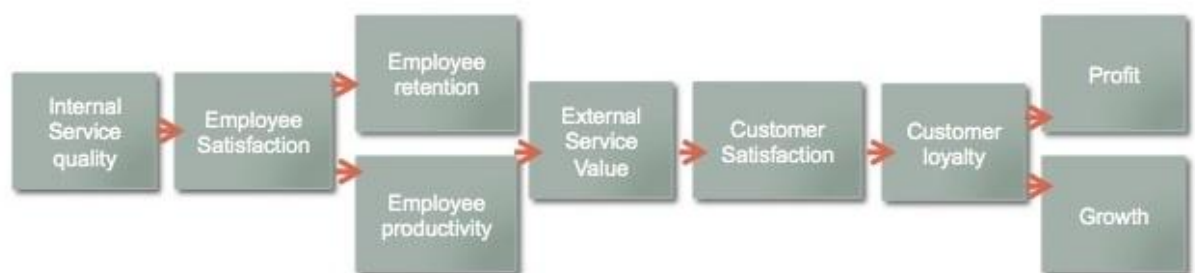 Internal
Service
quality
Employee
Satisfaction
Employee
retention
Employee
productivity
External
Service
Value
Customer
Satisfaction
Customer
loyalty
Profit
Growth